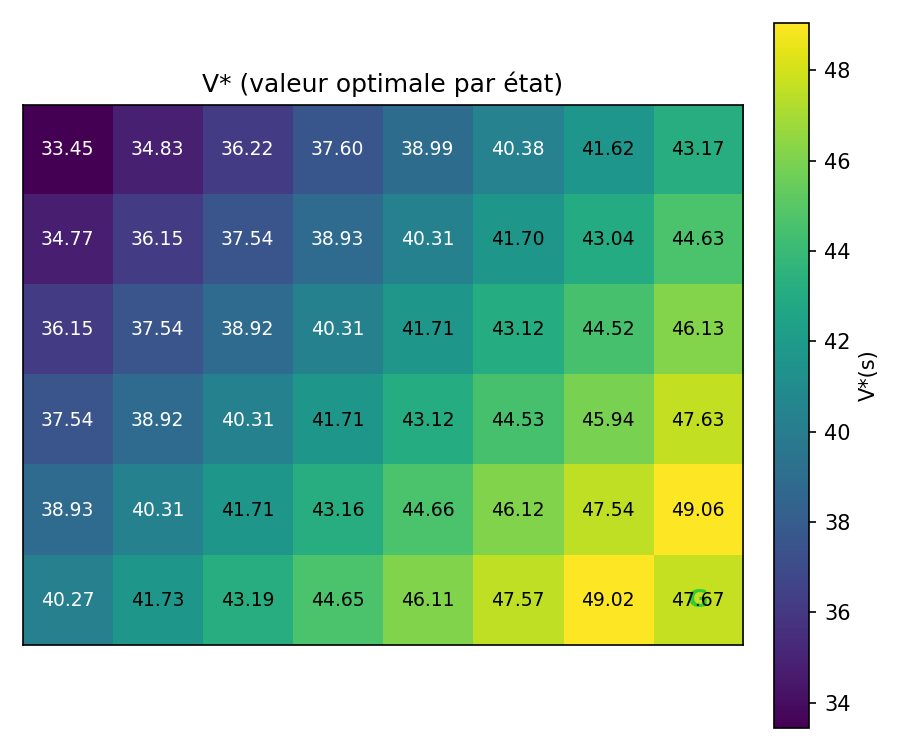 V* (valeur optimale par état)
33.45 34.83 36.22 37.60 38.99 40.38 41.62 43.17
34.77 36.15 37.54 38.93 40.31 41.70 43.04 44.63
36.15 37.54 38.92 40.31 41.71 43.12 44.52 46.13
37.54 38.92 40.31 41.71 43.12 44.53 45.94 47.63
38.93 40.31 41.71 43.16 44.66 46.12 47.54 49.06
40.27 41.73 43.19 44.65 46.11 47.57 49.02 47.67
G
48
46
44
42
40
38
36
34
V*(s)